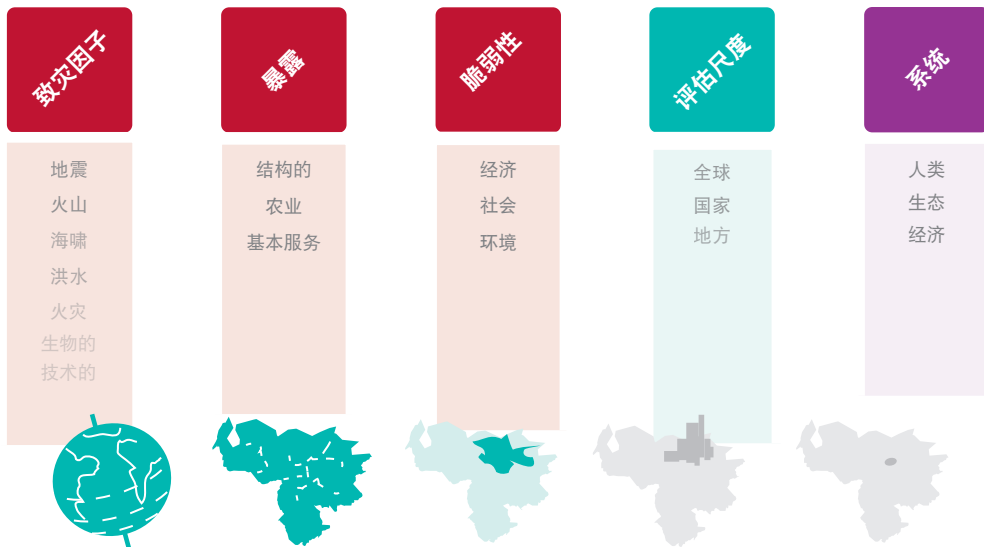 致灾因子
地震
火山
海啸
洪水
火灾
生物的
技术的
暴露
结构的
农业
基本服务
脆弱性
经济
社会
环境
评估尺度
全球
国家
地方
系统
人类
生态
经济